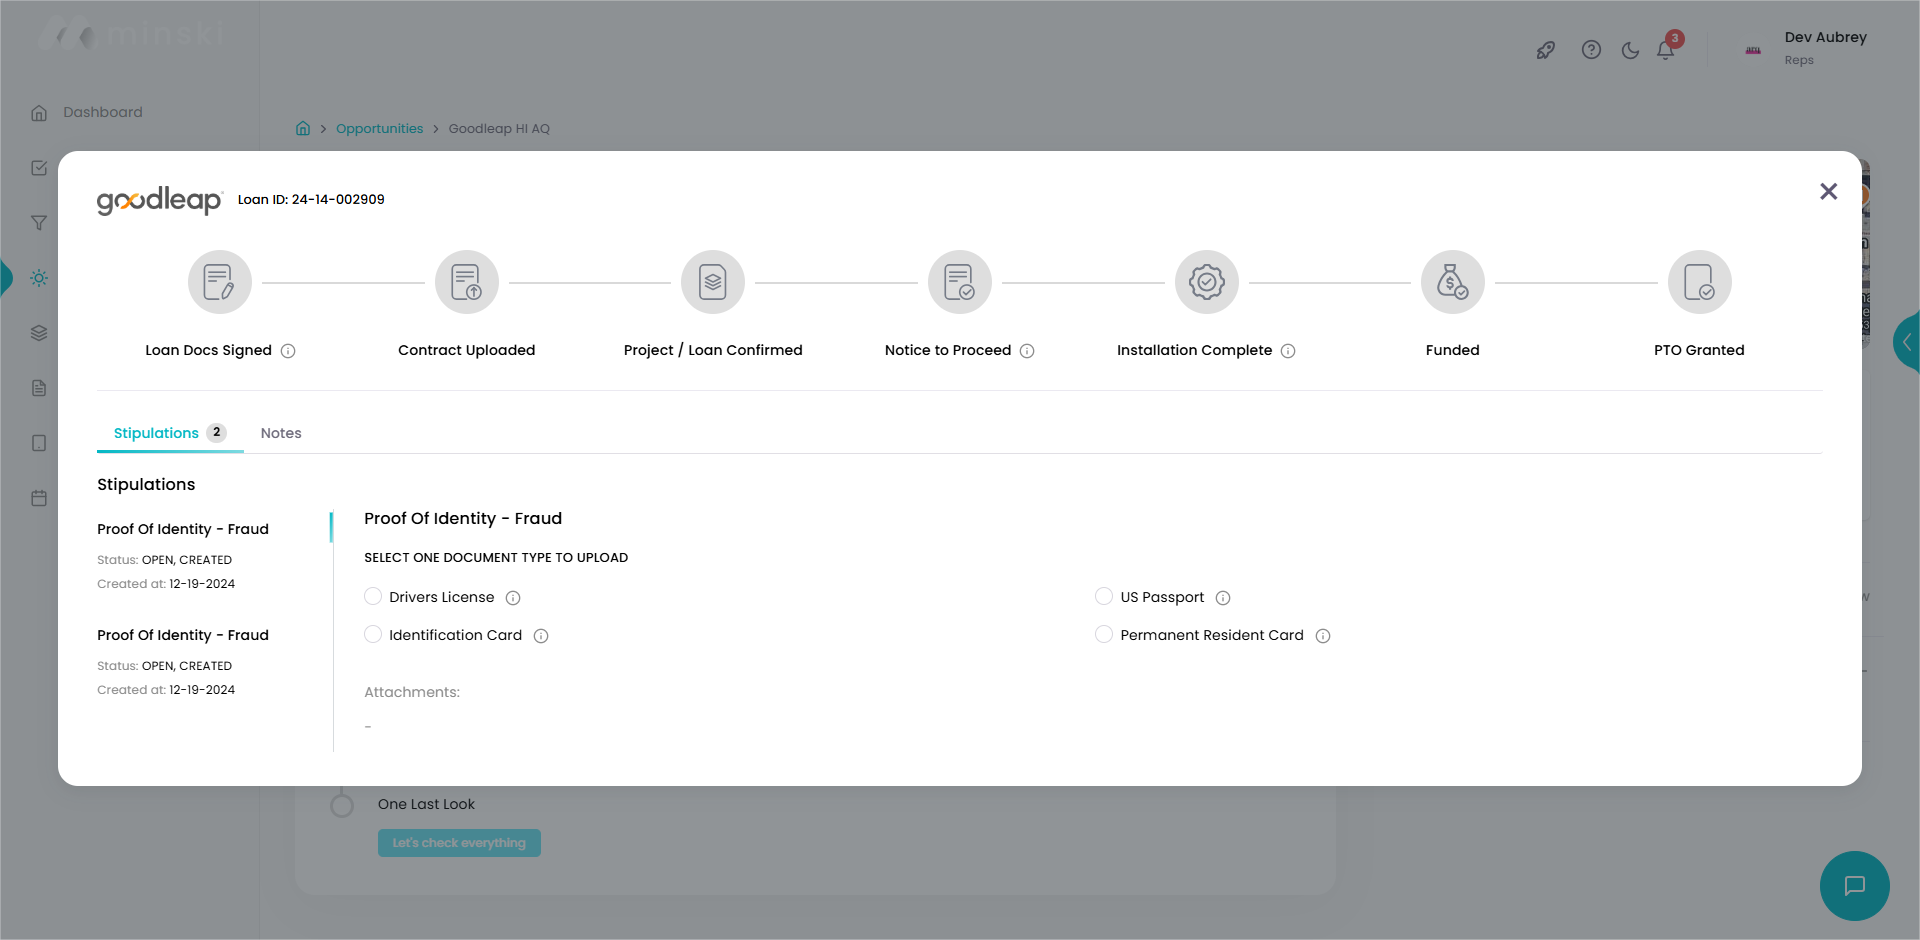 minski
3
Dev Aubrey
Reps
Dashboard
Opportunities
Goodleap HI AQ
goodleap
Loan ID: 24-14-002909
Loan Docs Signed
Contract Uploaded
Project / Loan Confirmed
Notice to Proceed
Installation Complete
Funded
PTO Granted
Stipulations 2
Notes
Stipulations
Proof Of Identity - Fraud
Status: OPEN, CREATED
Created at: 12-19-2024
Proof Of Identity - Fraud
Status: OPEN, CREATED
Created at: 12-19-2024
Proof Of Identity - Fraud
SELECT ONE DOCUMENT TYPE TO UPLOAD
Drivers License
US Passport
Identification Card
Permanent Resident Card
Attachments:
-
One Last Look
Let's check everything